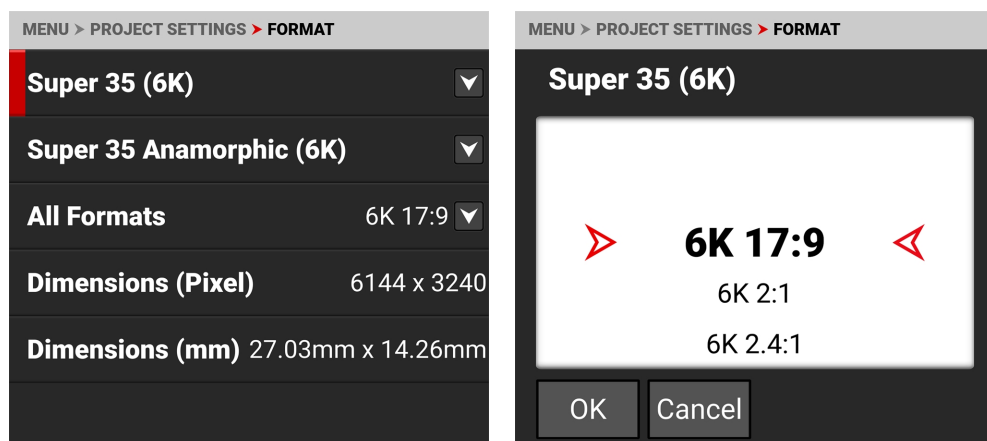 MENU > PROJECT SETTINGS > FORMAT
Super 35 (6K)
Super 35 Anamorphic (6K)
All Formats 6K 17:9
Dimensions (Pixel) 6144 x 3240
Dimensions (mm) 27.03mm x 14.26mm
MENU > PROJECT SETTINGS > FORMAT
Super 35 (6K)
6K 17:9
6K 2:1
6K 2.4:1
OK Cancel